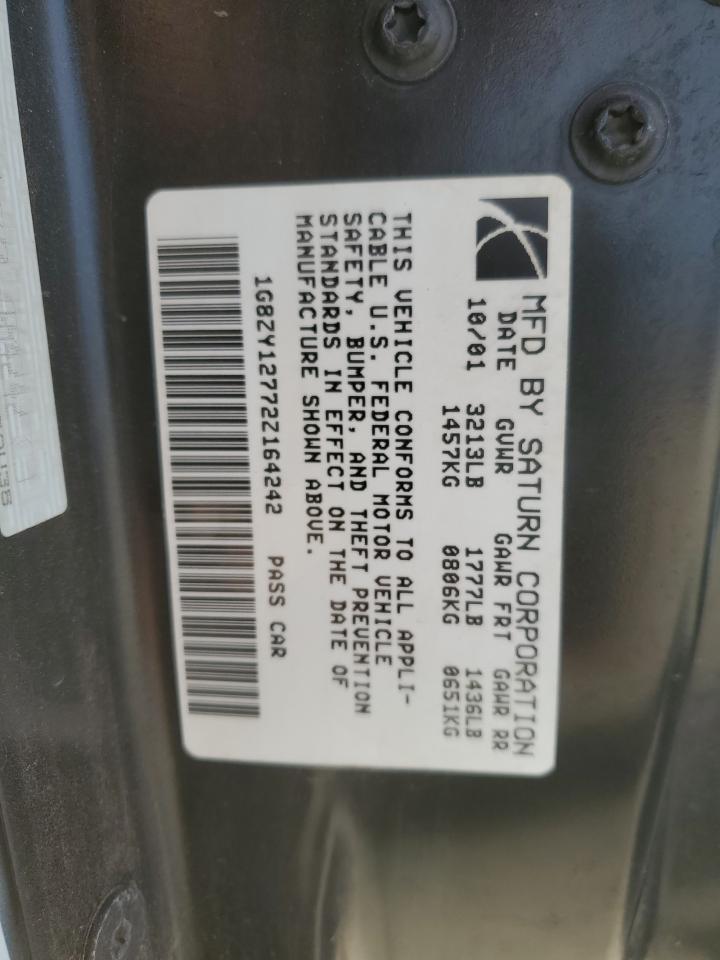 MFD BY SATURN CORPORATION
DATE GVWR GAWR FRT GAWR RR
10/01 3213LB 1777LB 1436LB
1457KG 0806KG 0651KG
THIS VEHICLE CONFORMS TO ALL APPLI-
CABLE U.S. FEDERAL MOTOR VEHICLE
SAFETY, BUMPER, AND THEFT PREVENTION
STANDARDS IN EFFECT ON THE DATE OF
MANUFACTURE SHOWN ABOVE.
1G8ZY12772Z164242 PASS CAR